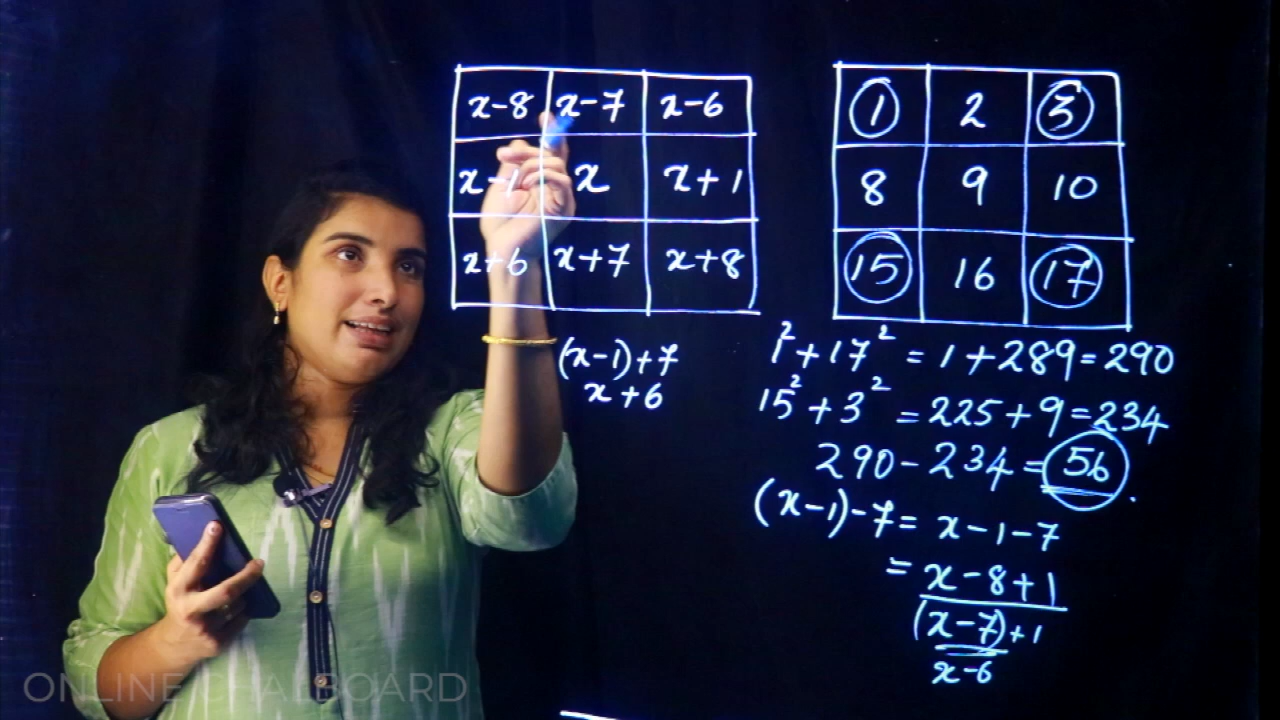 x-8 x-7 x-6
x-1 x x+1
x+6 x+7 x+8
(x-1)+7
x+6
1 2 3
8 9 10
15 16 17
1² + 17² = 1 + 289 = 290
15² + 3² = 225 + 9 = 234
290 - 234 = 56
(x-1)-7 = x-1-7
= x-8+1
(x-7)+1
x-6
ONLINE CHALBOARD